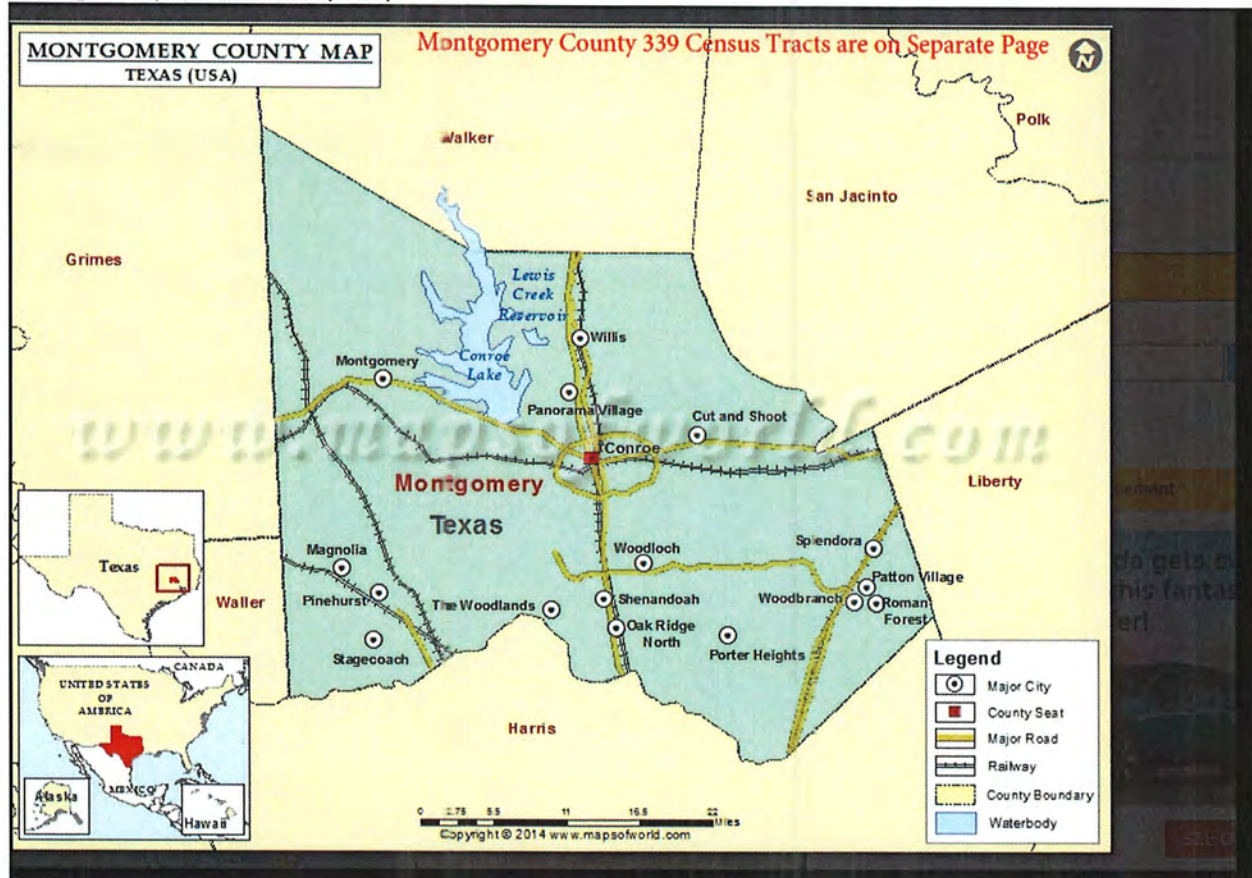 MONTGOMERY COUNTY MAP
TEXAS (USA)
Montgomery County 339 Census Tracts are on Separate Page
N
Polk
Walker
San Jacinto
Grimes
Lewis
Creek
Reservoir
Willis
Montgomery
Conroe
Lake
Panorama Village
Cut and Shoot
www.mapsofworld.com
Conroe
Montgomery
Texas
Liberty
Magnolia
Woodloch
Splendora
Texas
Pinehurst
The Woodlands
Shenandoah
Patton Village
Woodbranch
Roman
Forest
Waller
Stagecoach
Oak Ridge
North
Porter Heights
Harris
CANADA
UNITED STATES
OF
AMERICA
MEXICO
Alaska
Hawaii
Legend
Major City
County Seat
Major Road
Railway
County Boundary
Waterbody
0 2.75 5.5 11 16.5 22
Miles
Copyright © 2014 www.mapsofworld.com
da gets
his fantas